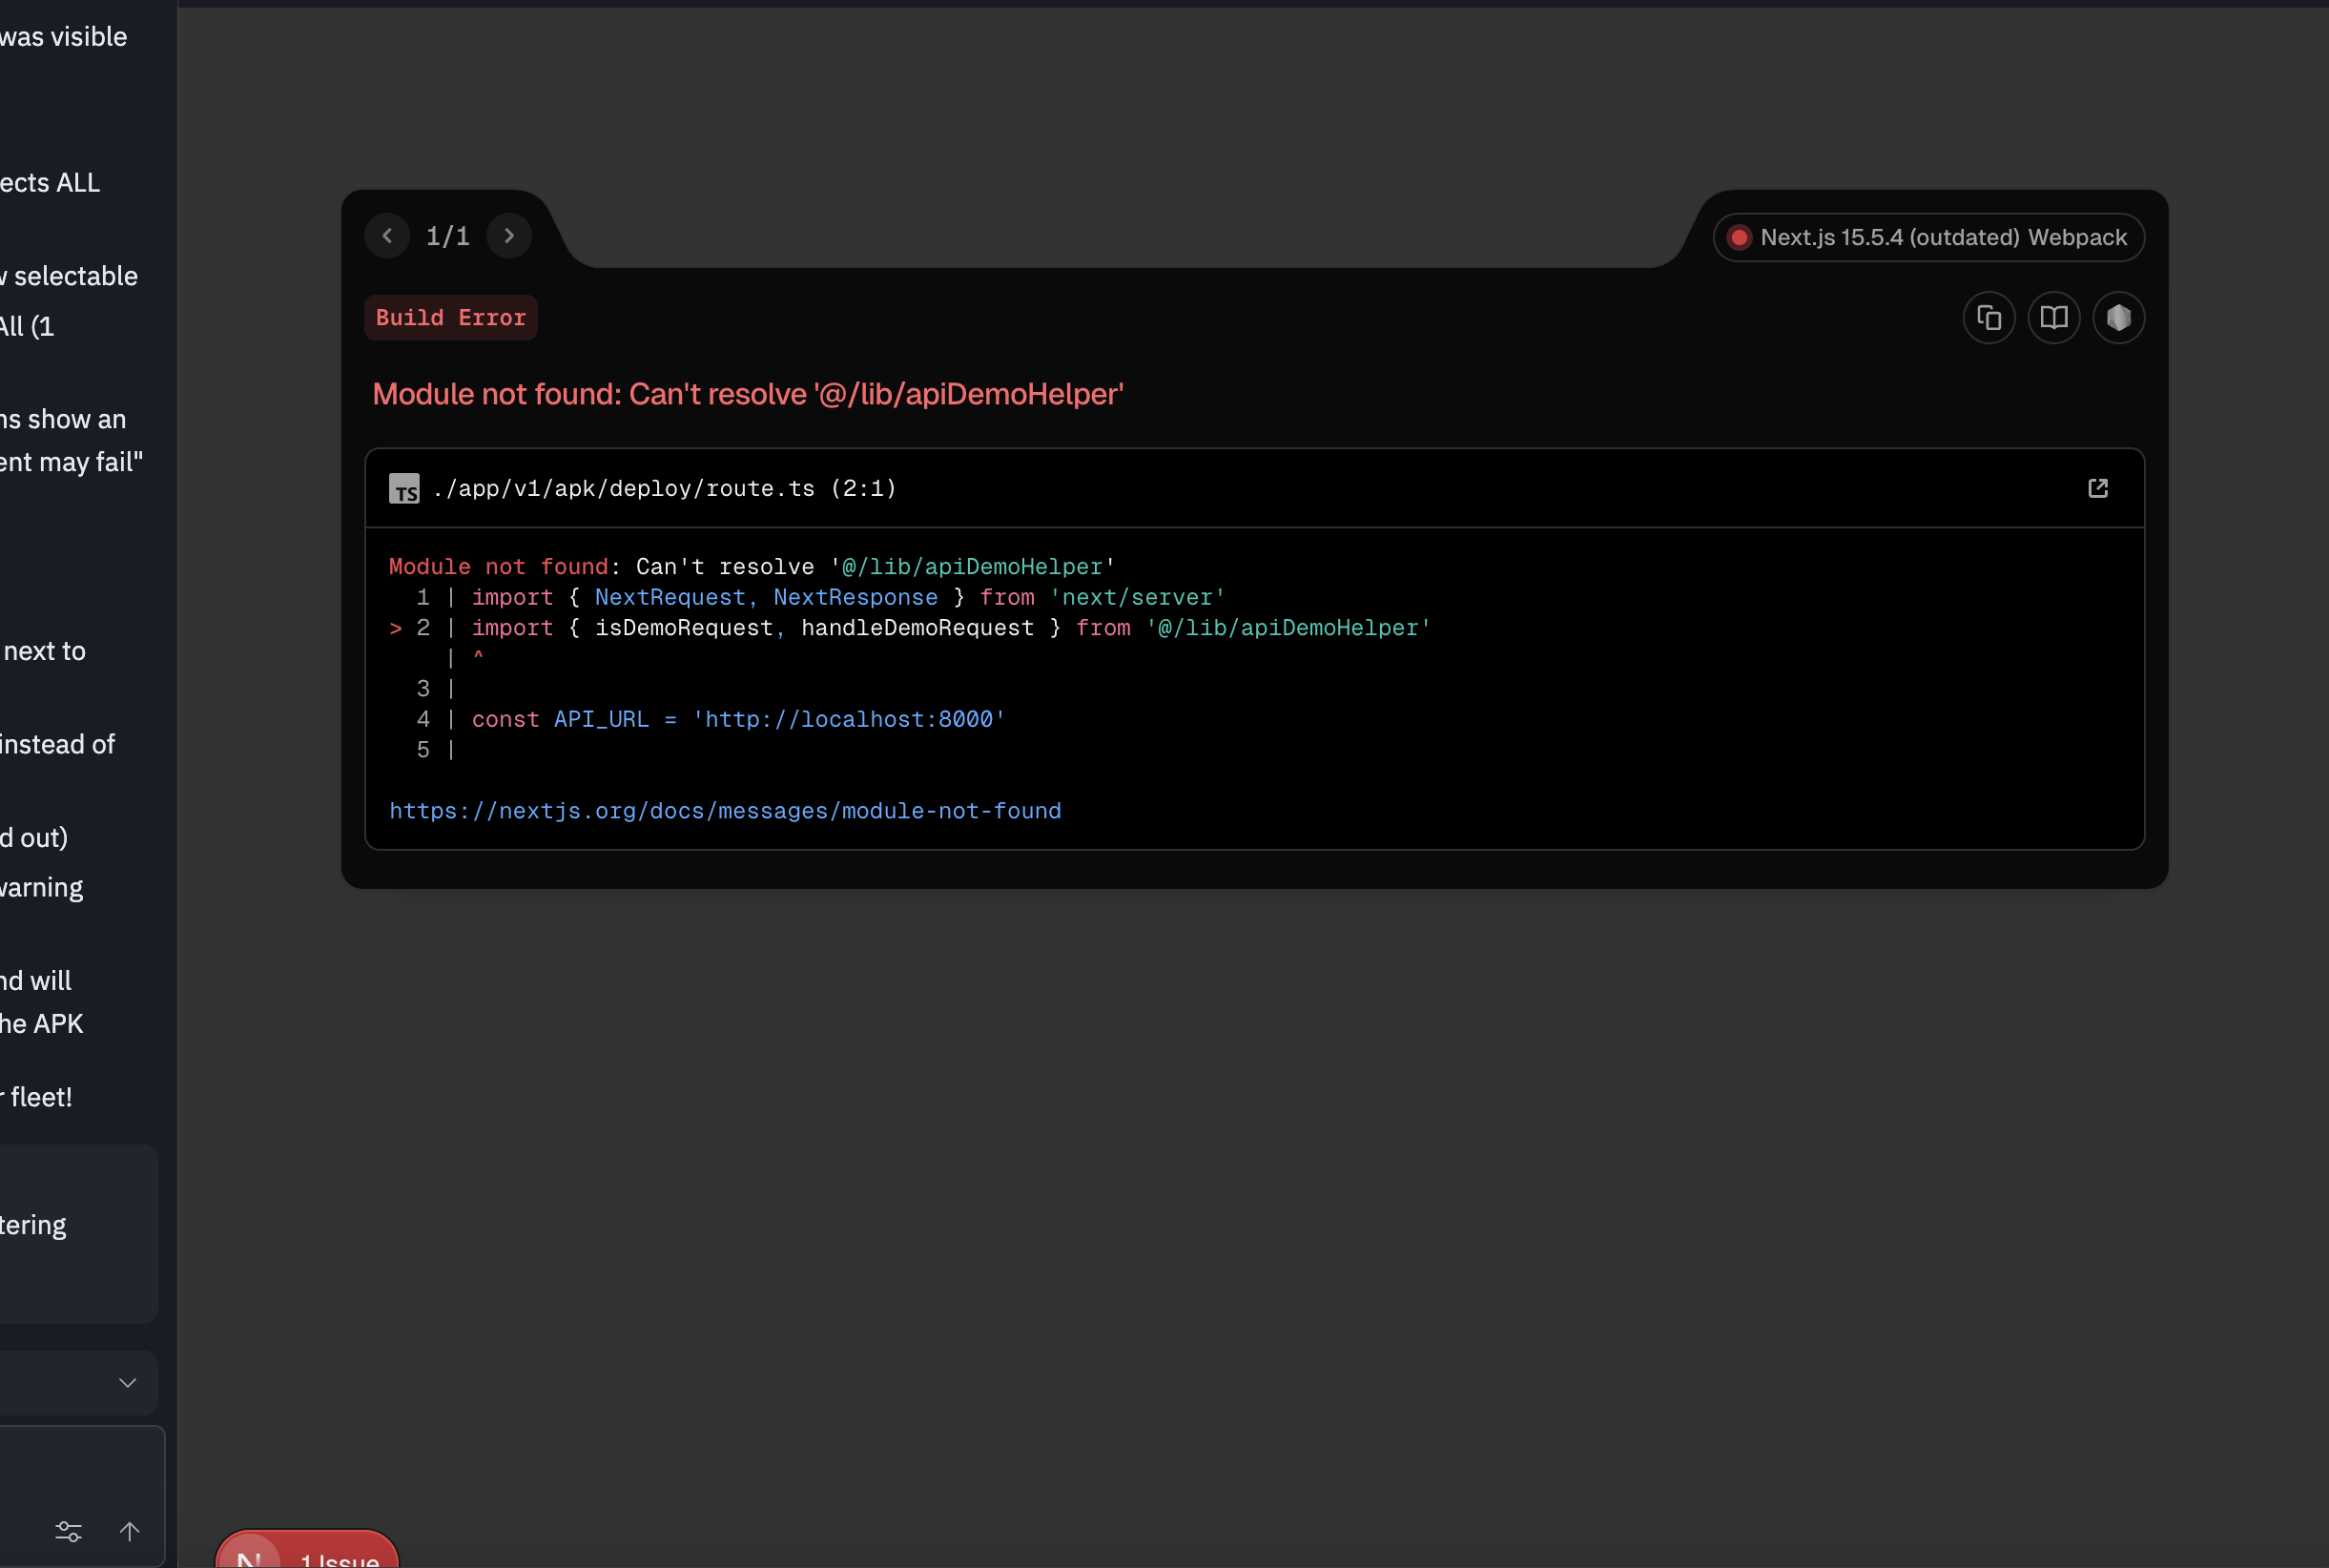 was visible
ects ALL
selectable
All (1
ns show an
ent may fail"
next to
instead of
d out)
warning
nd will
he APK
fleet!
tering
1/1
Next.js 15.5.4 (outdated) Webpack
Build Error
Module not found: Can't resolve '@/lib/apiDemoHelper'
TS ./app/v1/apk/deploy/route.ts (2:1)
Module not found: Can't resolve '@/lib/apiDemoHelper'
1 | import { NextRequest, NextResponse } from 'next/server'
> 2 | import { isDemoRequest, handleDemoRequest } from '@/lib/apiDemoHelper'
| ^
3 |
4 | const API_URL = 'http://localhost:8000'
5 |
https://nextjs.org/docs/messages/module-not-found
N 1 Issue